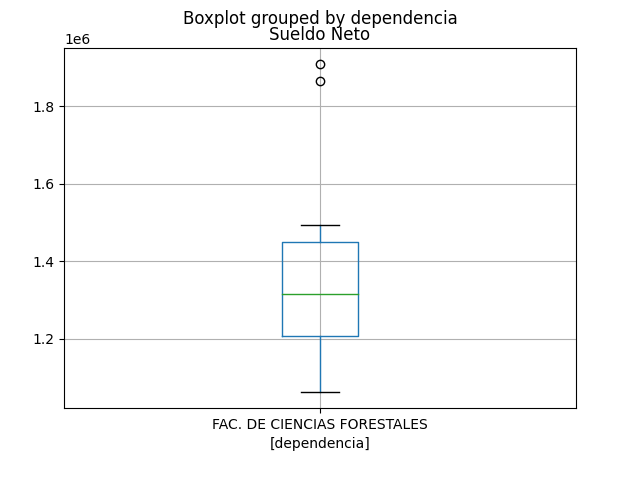 Boxplot grouped by dependencia
Sueldo Neto
1e6
1.8
1.6
1.4
1.2
FAC. DE CIENCIAS FORESTALES
[dependencia]